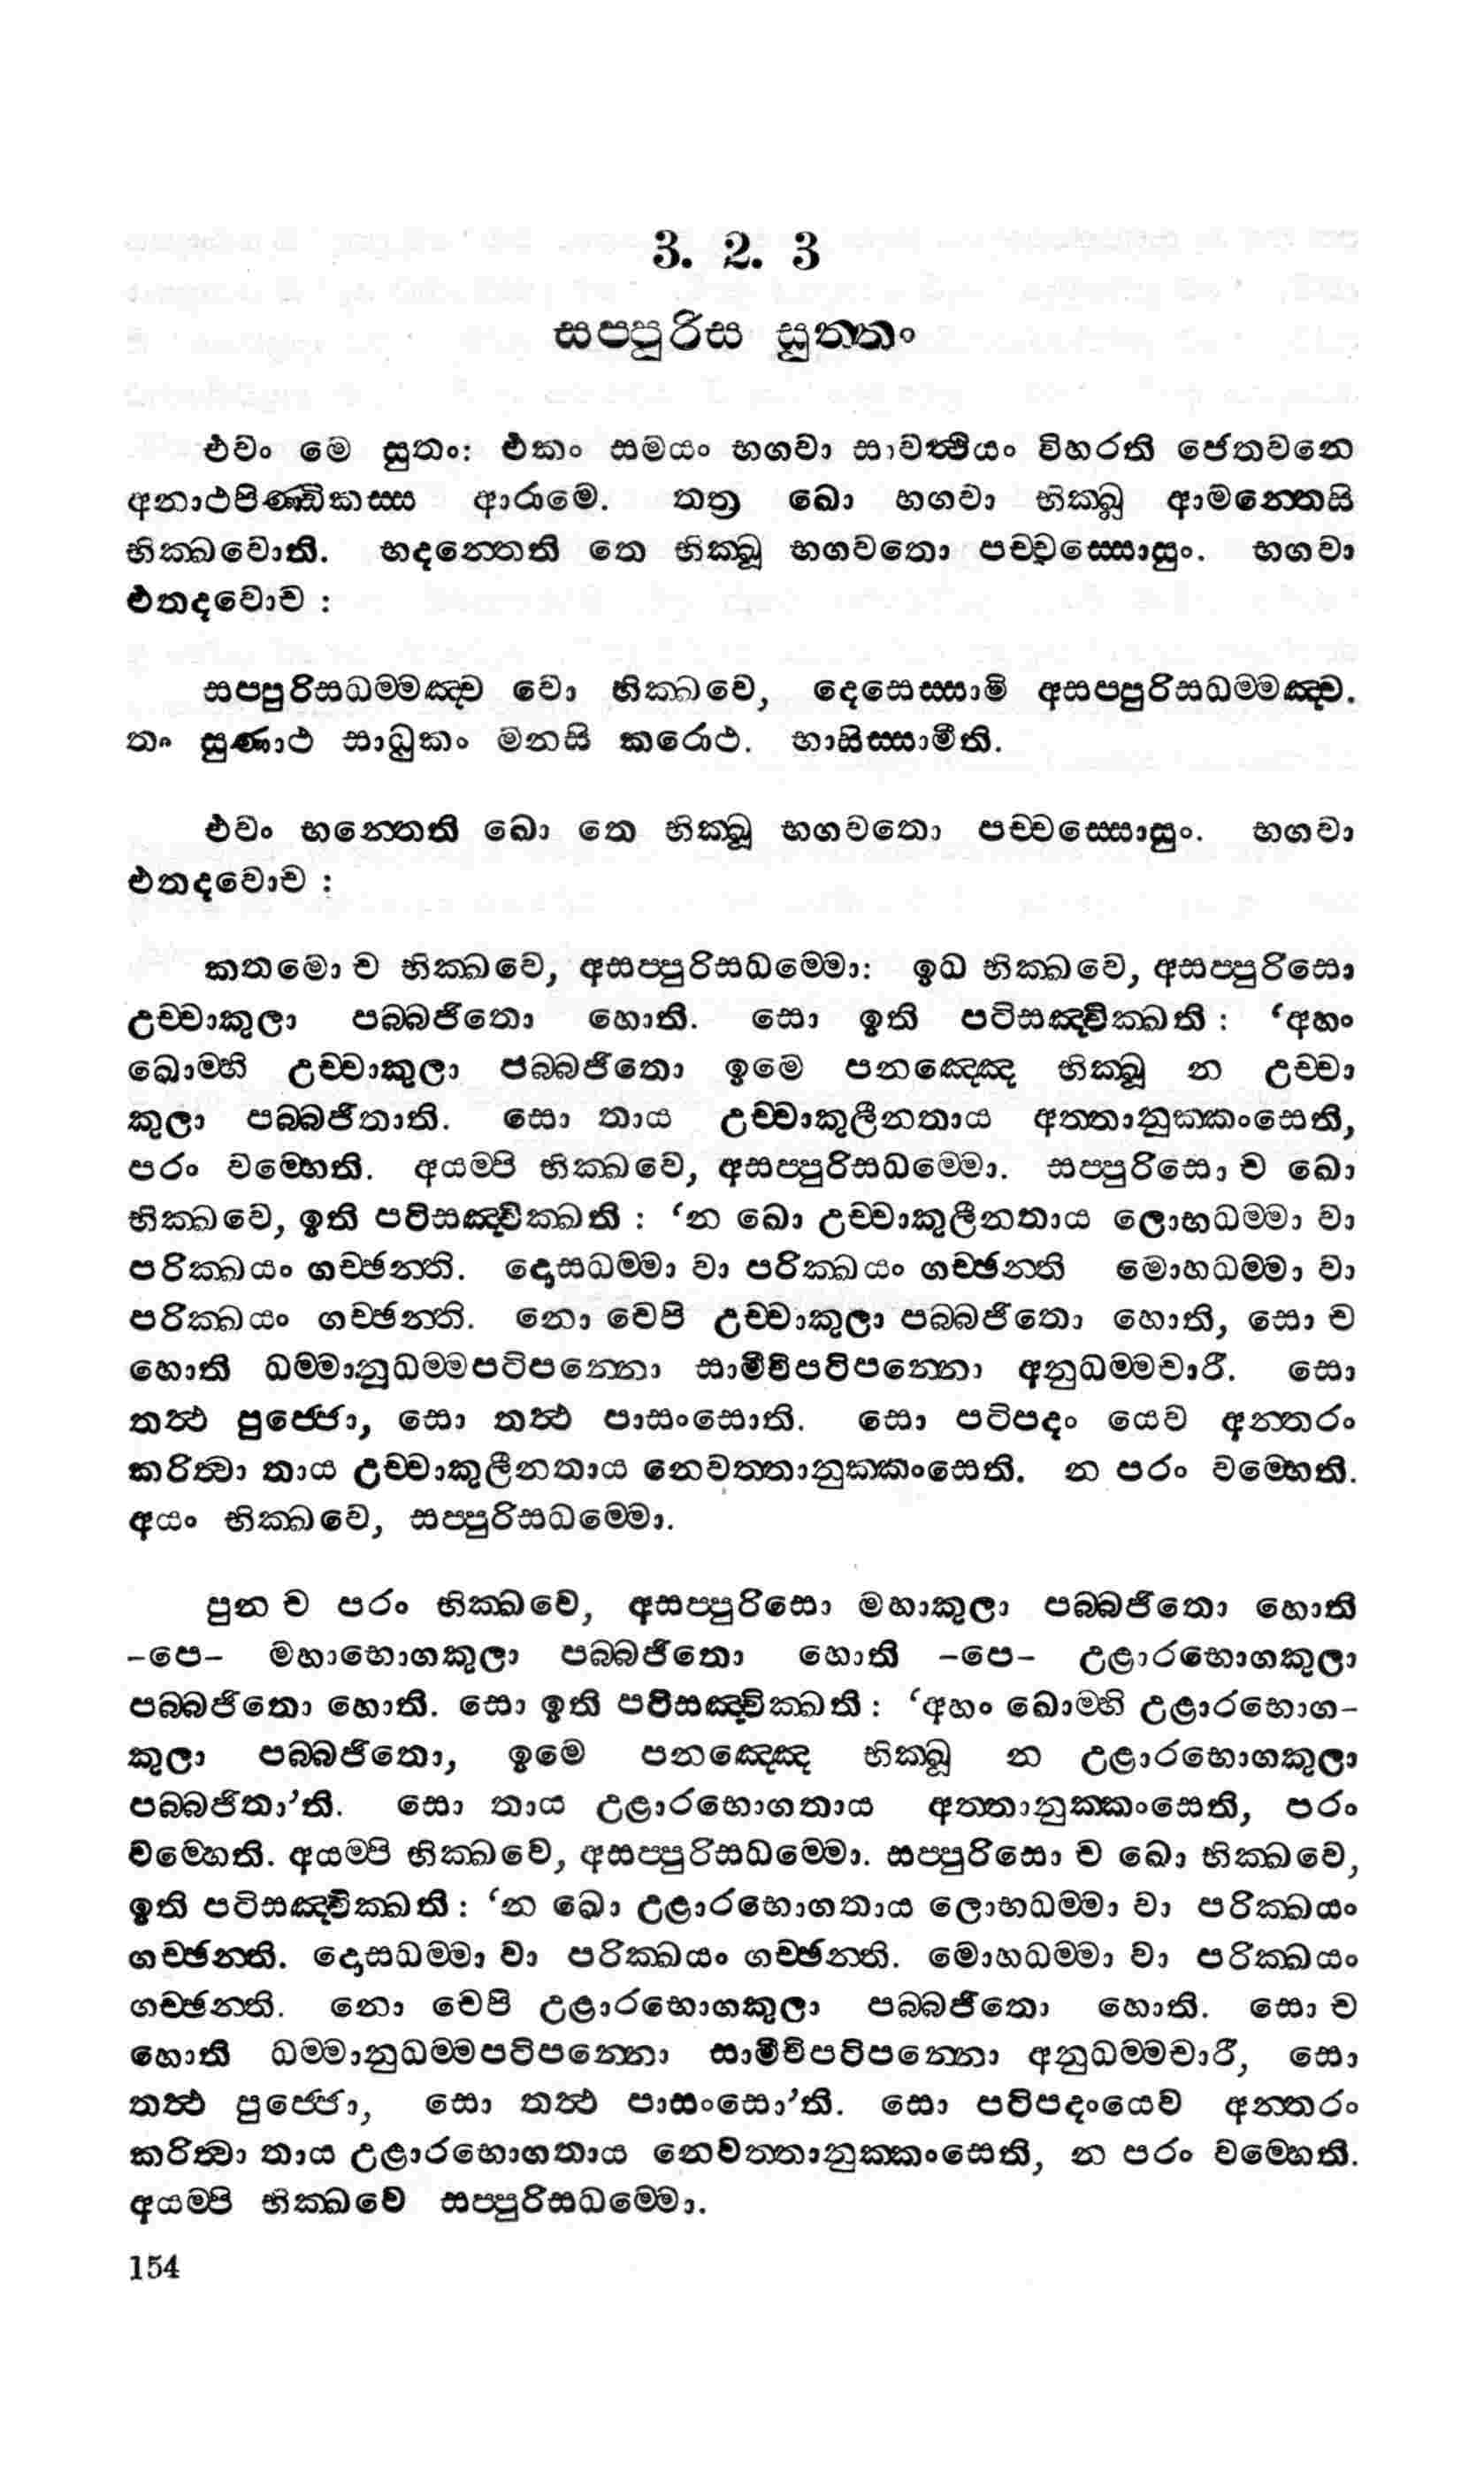 3. 2. 3
සප්පුරිස සුත්තං
එවං මෙ සුතං: එකං සමයං භගවා සාවත්ථියං විහරති ජෙතවනෙ
අනාථපිණ්ඩිකස්ස ආරාමෙ. තත්‍ර ඛො භගවා භික්ඛූ ආමන්තෙසි
භික්ඛවොති. භදන්තෙති තෙ භික්ඛූ භගවතො පච්චස්සොසුං. භගවා
එතදවොච :
සප්පුරිසධම්මඤ්ච වො භික්ඛවෙ, දෙසෙස්සාමි අසප්පුරිසධම්මඤ්ච.
තං සුණාථ සාධුකං මනසි කරොථ. භාසිස්සාමීති.
එවං භන්තෙති ඛො තෙ භික්ඛූ භගවතො පච්චස්සොසුං. භගවා
එතදවොච :
කතමො ච භික්ඛවෙ, අසප්පුරිසධම්මො: ඉධ භික්ඛවෙ, අසප්පුරිසො
උච්චාකුලා පබ්බජිතො හොති. සො ඉති පටිසඤ්චික්ඛති : ‘අහං
ඛොම්හි උච්චාකුලා පබ්බජිතො ඉමෙ පනඤ්ඤෙ භික්ඛූ න උච්චා
කුලා පබ්බජිතාති. සො තාය උච්චාකුලීනතාය අත්තානුක්කංසෙති,
පරං වම්භෙති. අයම්පි භික්ඛවෙ, අසප්පුරිසධම්මො. සප්පුරිසො ච ඛො
භික්ඛවෙ, ඉති පටිසඤ්චික්ඛති : ‘න ඛො උච්චාකුලීනතාය ලොභධම්මා වා
පරික්ඛයං ගච්ඡන්ති. දොසධම්මා වා පරික්ඛයං ගච්ඡන්ති මොහධම්මා වා
පරික්ඛයං ගච්ඡන්ති. නො චෙපි උච්චාකුලා පබ්බජිතො හොති, සො ච
හොති ධම්මානුධම්මපටිපන්නො සාමීචිපටිපන්නො අනුධම්මචාරී. සො
තත්ථ පුජ්ජො, සො තත්ථ පාසංසොති. සො පටිපදං යෙව අන්තරං
කරිත්වා තාය උච්චාකුලීනතාය නෙවත්තානුක්කංසෙති. න පරං වම්භෙති.
අයං භික්ඛවෙ, සප්පුරිසධම්මො.
පුන ච පරං භික්ඛවෙ, අසප්පුරිසො මහාකුලා පබ්බජිතො හොති
–පෙ– මහාභොගකුලා පබ්බජිතො හොති –පෙ– උළාරභොගකුලා
පබ්බජිතො හොති. සො ඉති පටිසඤ්චික්ඛති : ‘අහං ඛොම්හි උළාරභොග–
කුලා පබ්බජිතො, ඉමෙ පනඤ්ඤෙ භික්ඛූ න උළාරභොගකුලා
පබ්බජිතා’ති. සො තාය උළාරභොගතාය අත්තානුක්කංසෙති, පරං
වම්හෙති. අයම්පි භික්ඛවෙ, අසප්පුරිසධම්මො. සප්පුරිසො ච ඛො භික්ඛවෙ,
ඉති පටිසඤ්චික්ඛති : ‘න ඛො උළාරභොගතාය ලොභධම්මා වා පරික්ඛයං
ගච්ඡන්ති. දොසධම්මා වා පරික්ඛයං ගච්ඡන්ති. මොහධම්මා වා පරික්ඛයං
ගච්ඡන්ති. නො චෙපි උළාරභොගකුලා පබ්බජිතො හොති. සො ච
හොති ධම්මානුධම්මපටිපන්නො සාමීචිපටිපන්නො අනුධම්මචාරී, සො
තත්ථ පුජ්ජො, සො තත්ථ පාසංසො’ති. සො පටිපදංයෙව අන්තරං
කරිත්වා තාය උළාරභොගතාය නෙවත්තානුක්කංසෙති, න පරං වම්හෙති.
අයම්පි භික්ඛවෙ සප්පුරිසධම්මො.
154